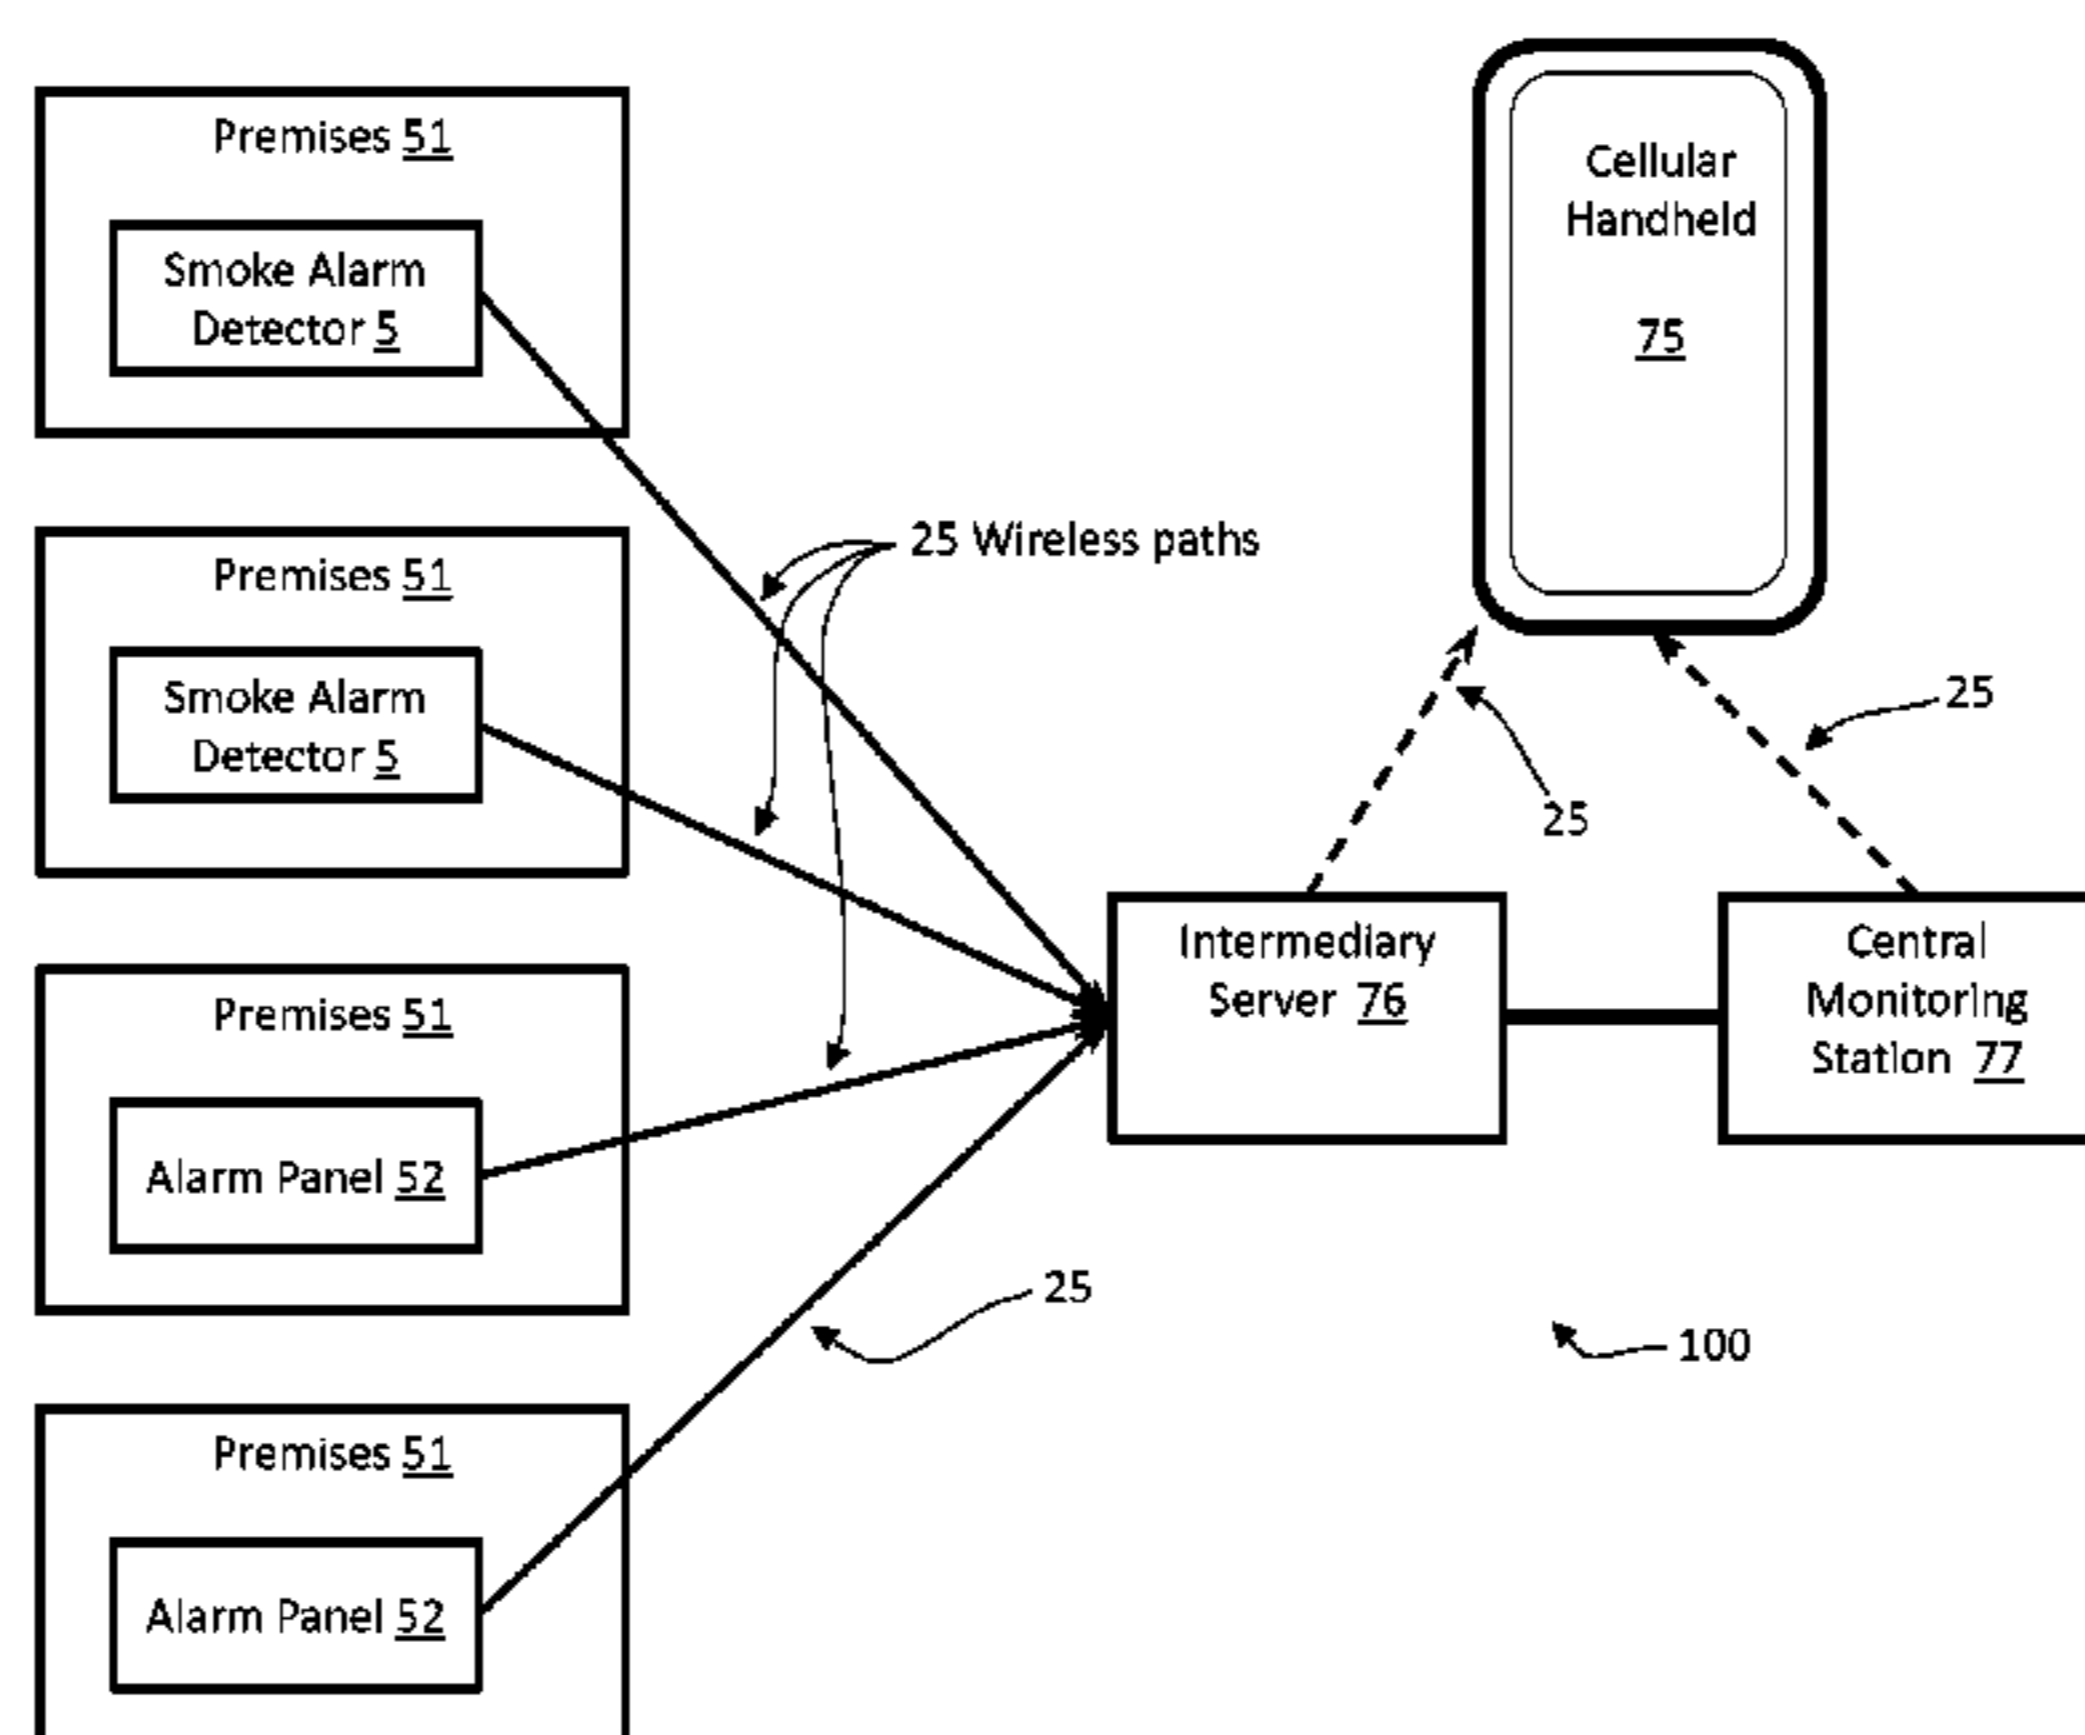 Premises 51
Smoke Alarm
Detector 5
Premises 51
Smoke Alarm
Detector 5
Premises 51
Alarm Panel 52
Premises 51
Alarm Panel 52
25 Wireless paths
25
Cellular
Handheld
75
25
25
Intermediary
Server 76
Central
Monitoring
Station 77
100